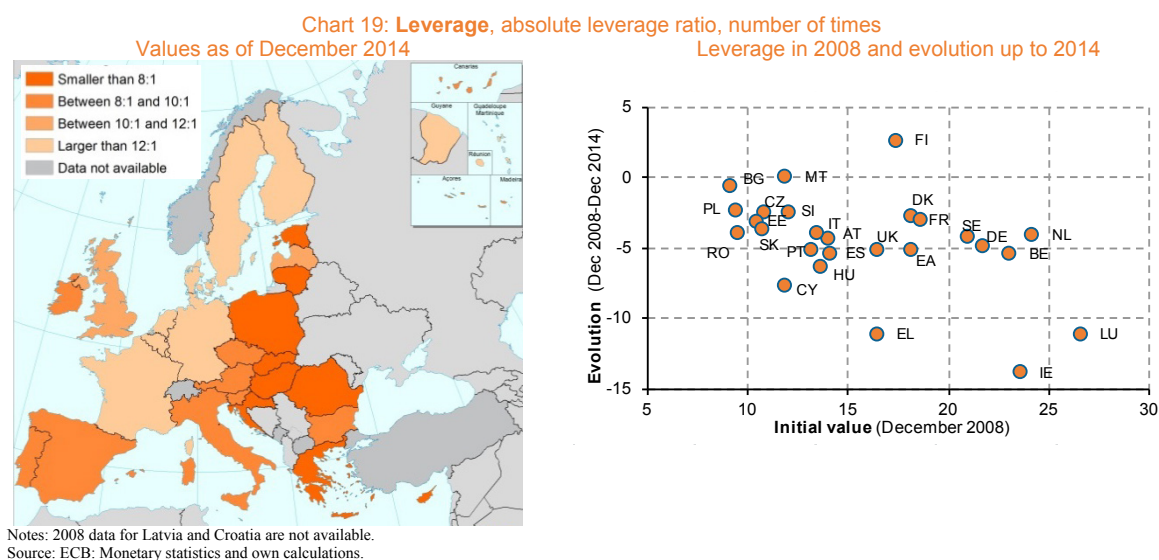 Chart 19: Leverage, absolute leverage ratio, number of times
Values as of December 2014
Leverage in 2008 and evolution up to 2014
Smaller than 8:1
Between 8:1 and 10:1
Between 10:1 and 12:1
Larger than 12:1
Data not available
Canaries
Guyane
Guadeloupe
Martinique
Réunion
Açores
Madeira
Evolution (Dec 2008-Dec 2014)
5
0
-5
-10
-15
FI
BG
MT
PL
CZ
SI
DK
EE
IT
FR
SE
RO
SK
PT
AT
UK
DE
NL
ES
EA
BE
HU
CY
EL
LU
IE
5
10
15
20
25
30
Initial value (December 2008)
Notes: 2008 data for Latvia and Croatia are not available.
Source: ECB: Monetary statistics and own calculations.